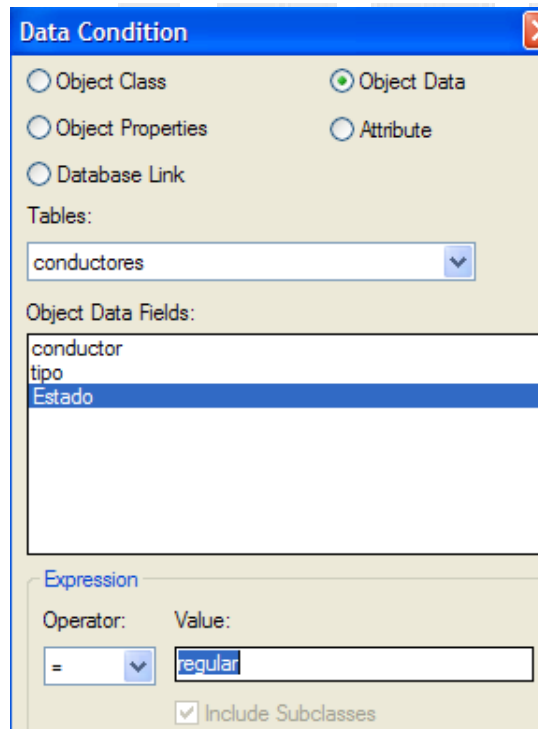 Data Condition
Object Class Object Data
Object Properties Attribute
Database Link
Tables:
conductores
Object Data Fields:
conductor
tipo
Estado
Expression
Operator: Value:
= regular
Include Subclasses